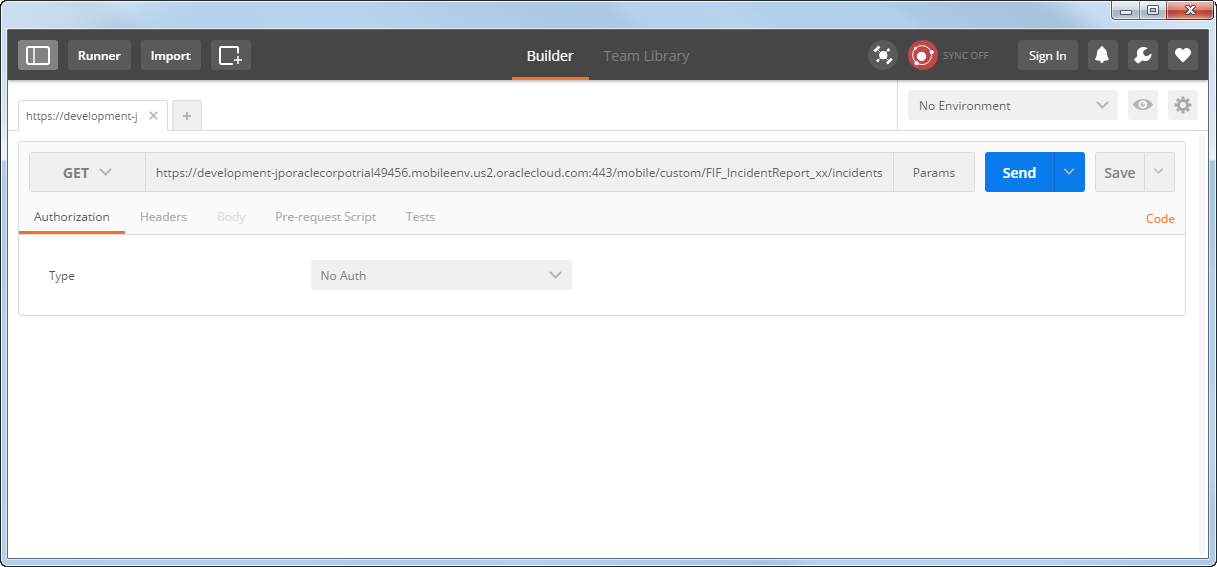 Runner Import Builder Team Library SYNC OFF Sign In
https://development-j No Environment
GET https://development-jporaclecorpotrial49456.mobileenv.us2.oraclecloud.com:443/mobile/custom/FIF_IncidentReport_xx/incidents Params Send Save
Authorization Headers Body Pre-request Script Tests Code
Type No Auth